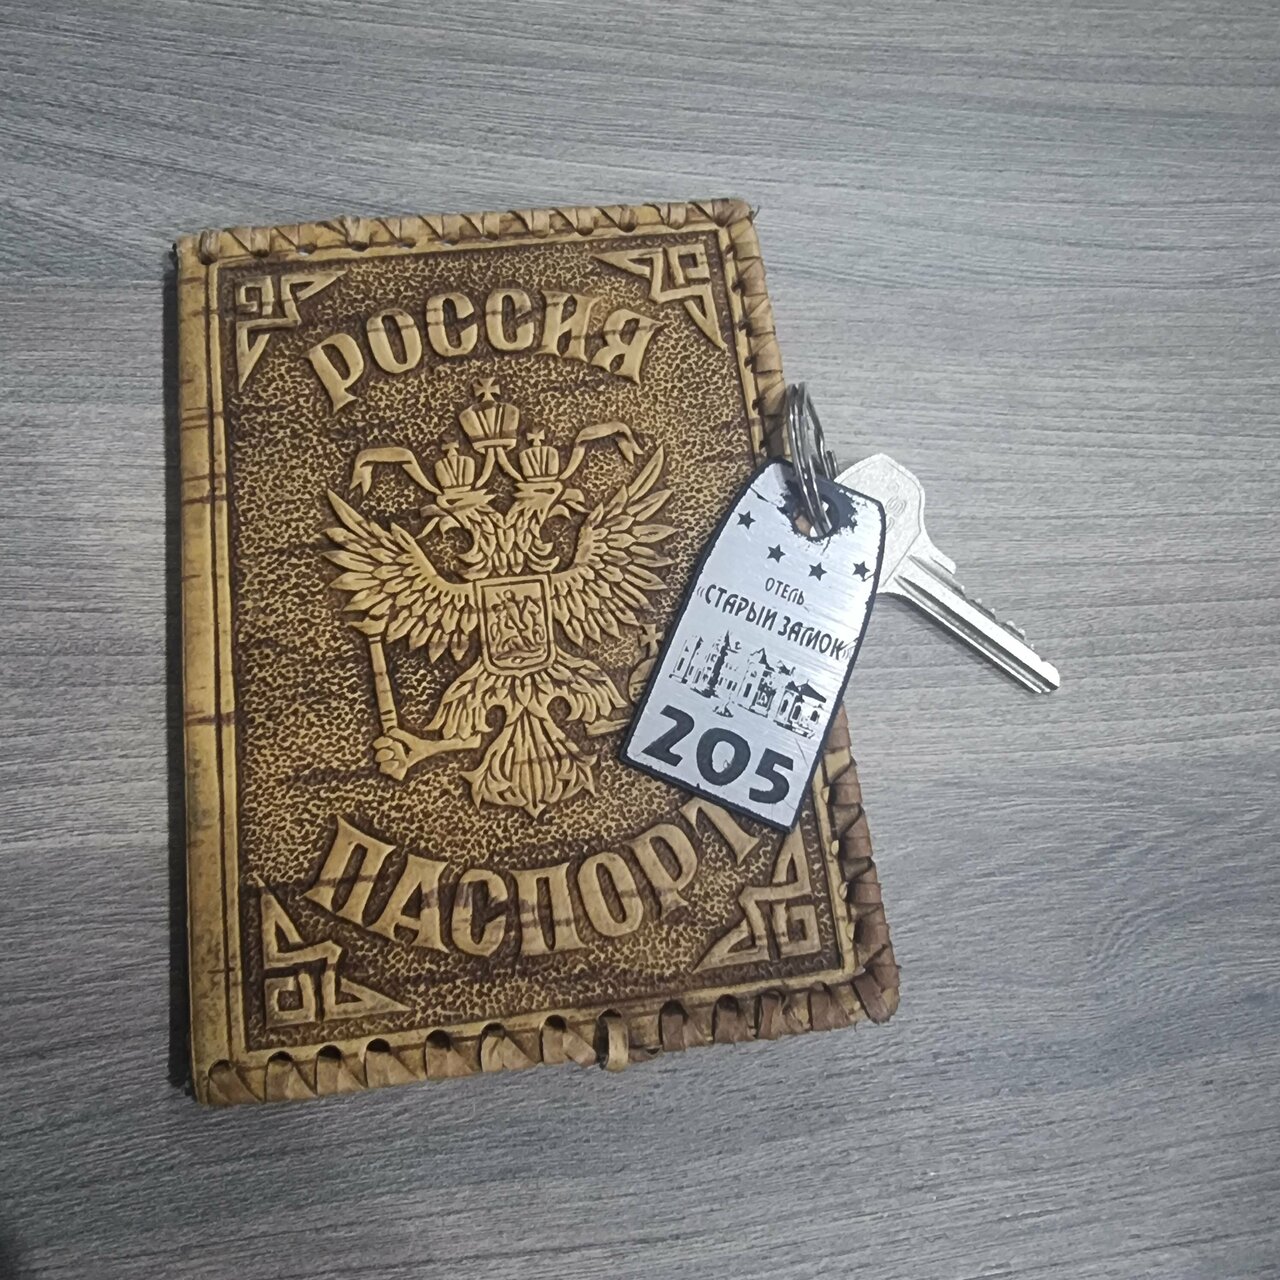 РОССИЯ
ПАСПОРТ
ОТЕЛЬ
«СТАРЫЙ ЗАМОК»
205